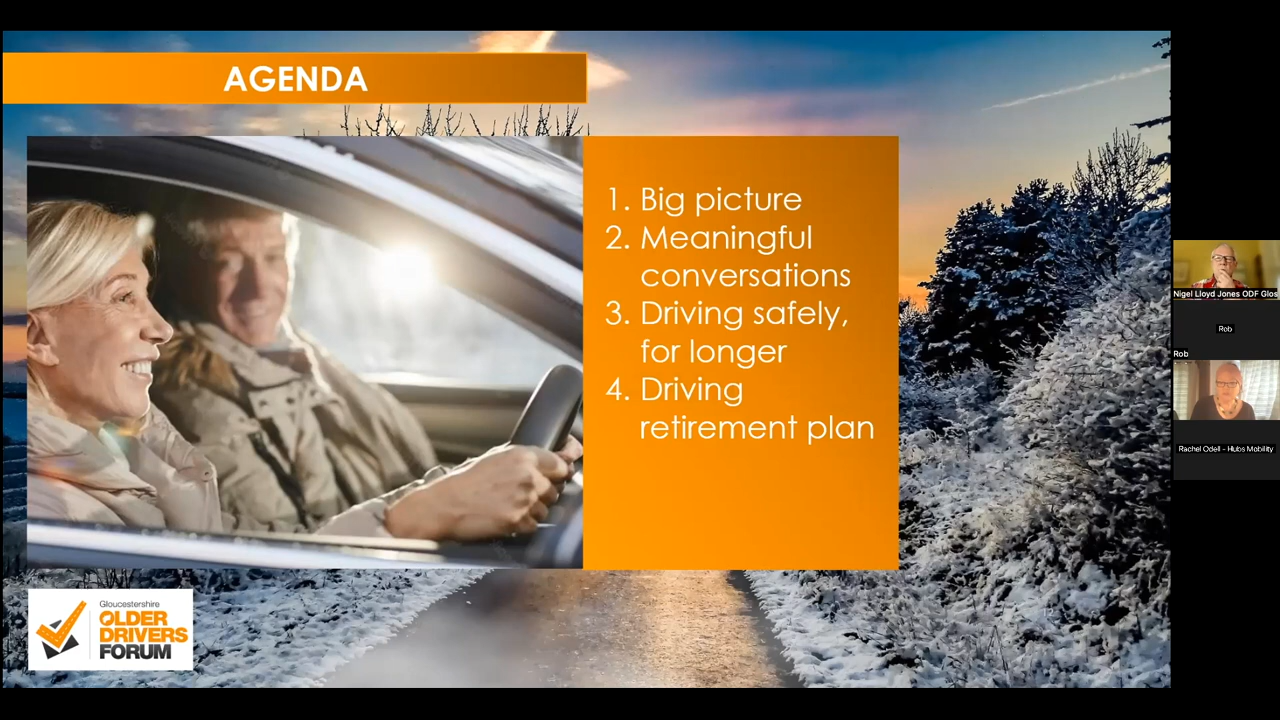 AGENDA
1. Big picture
2. Meaningful
conversations
3. Driving safely,
for longer
4. Driving
retirement plan
Gloucestershire
OLDER
DRIVERS
FORUM
Nigel Lloyd Jones ODF Glos
Rob
Rob
Rachel Odell - Hubs Mobility